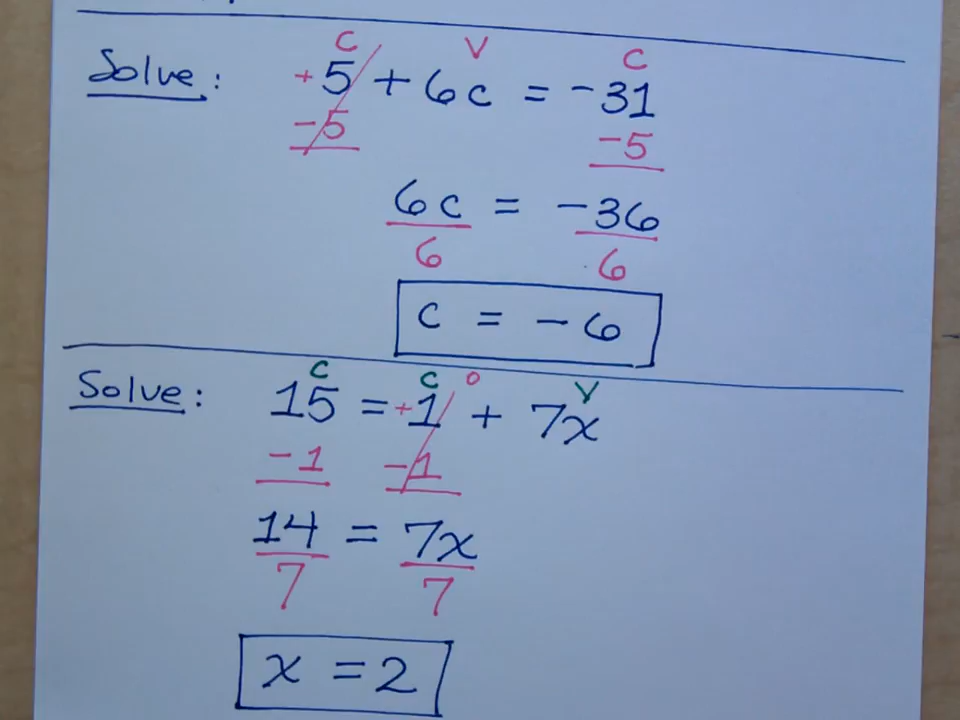 C V C
Solve: +5 + 6c = -31
-5 -5
6c = -36
6 6
c = -6
C C 0 V
Solve: 15 = +1 + 7x
-1 -1
14 = 7x
7 7
x = 2